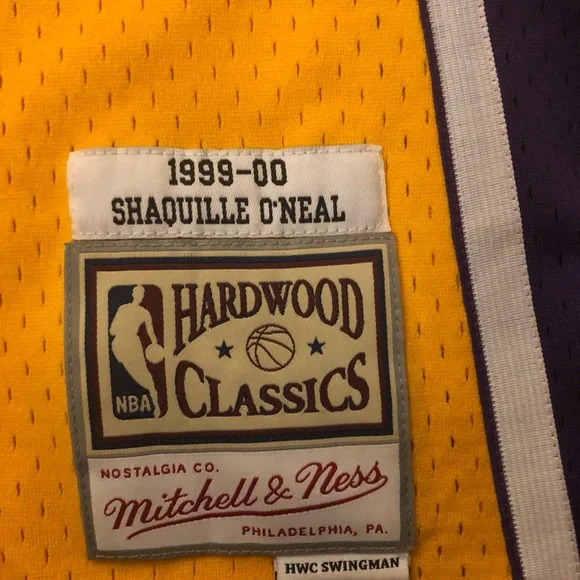 1999-00
SHAQUILLE O'NEAL
HARDWOOD
CLASSICS
NBA
NOSTALGIA CO.
Mitchell & Ness
PHILADELPHIA, PA.
HWC SWINGMAN